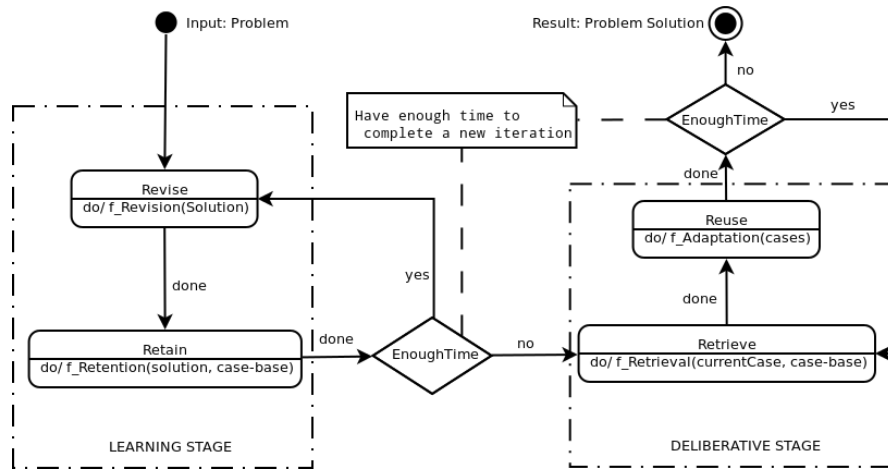 Input: Problem
Result: Problem Solution
no
yes
Have enough time to
complete a new iteration
EnoughTime
done
Revise
do/ f_Revision(Solution)
Reuse
do/ f_Adaptation(cases)
yes
done
done
done
no
Retain
do/ f_Retention(solution, case-base)
EnoughTime
Retrieve
do/ f_Retrieval(currentCase, case-base)
LEARNING STAGE
DELIBERATIVE STAGE